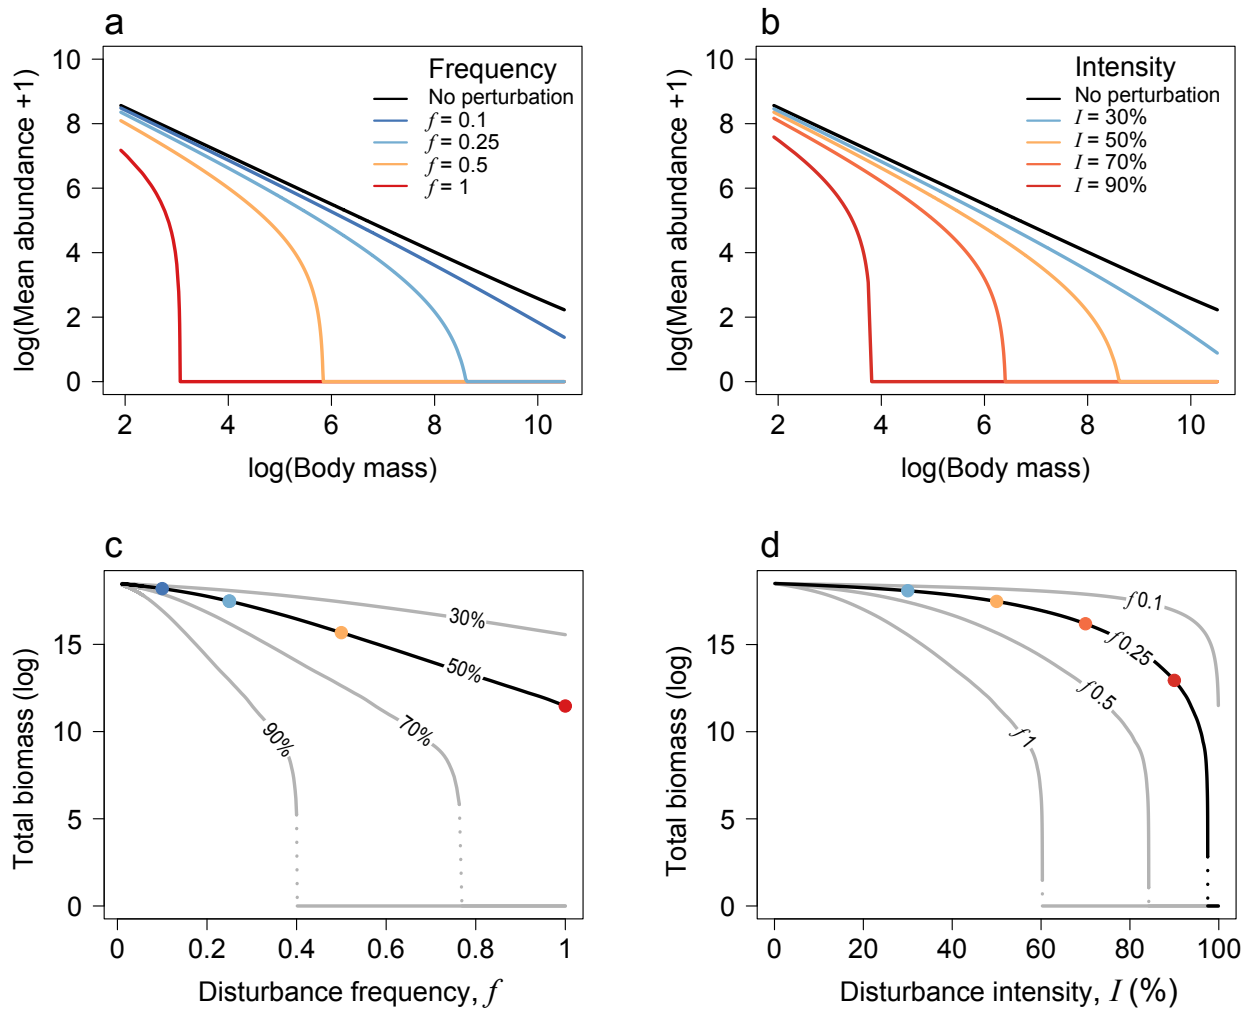 a
Frequency
No perturbation
f = 0.1
f = 0.25
f = 0.5
f = 1
log(Mean abundance +1)
10
8
6
4
2
0
2 4 6 8 10
log(Body mass)
b
Intensity
No perturbation
I = 30%
I = 50%
I = 70%
I = 90%
log(Mean abundance +1)
10
8
6
4
2
0
2 4 6 8 10
log(Body mass)
c
Total biomass (log)
15
10
5
0
30%
50%
70%
90%
0 0.2 0.4 0.6 0.8 1
Disturbance frequency, f
d
Total biomass (log)
15
10
5
0
f 0.1
f 0.25
f 0.5
f 1
0 20 40 60 80 100
Disturbance intensity, I (%)